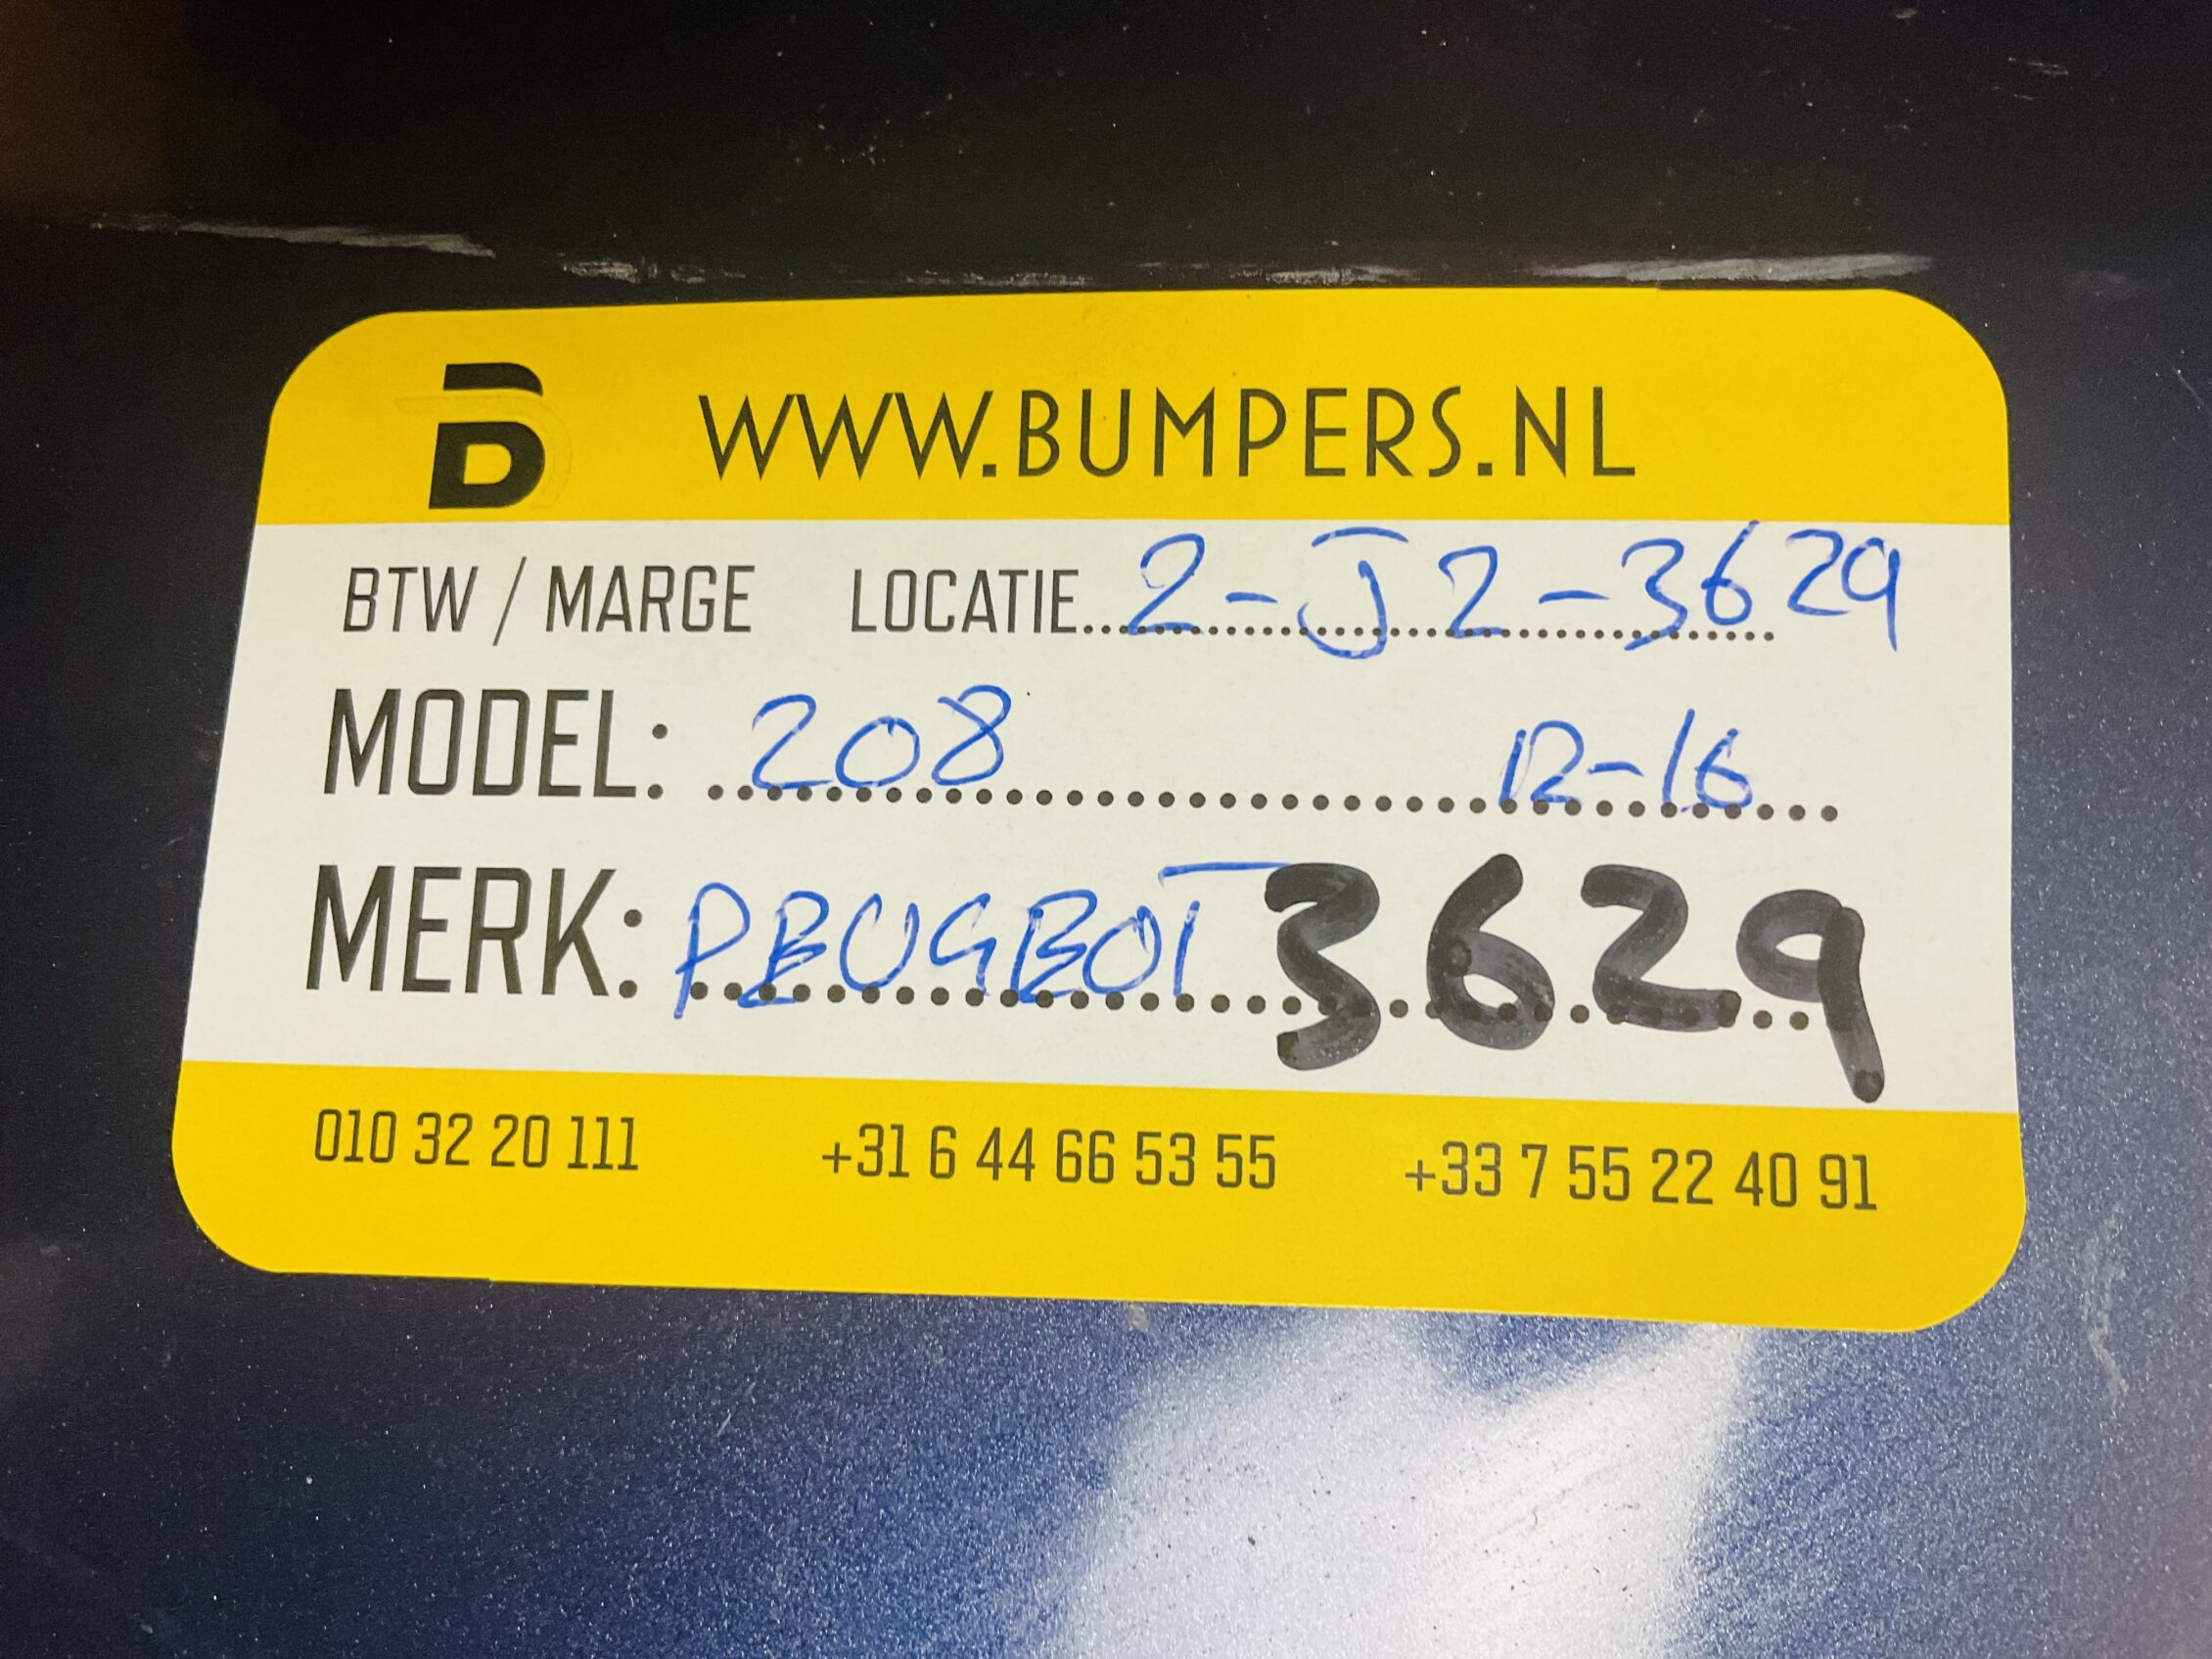 B WWW.BUMPERS.NL
BTW / MARGE LOCATIE 2-J2-3629
MODEL: 208 12-16
MERK: PEUGEOT 3629
010 32 20 111 +31 6 44 66 53 55 +33 7 55 22 40 91